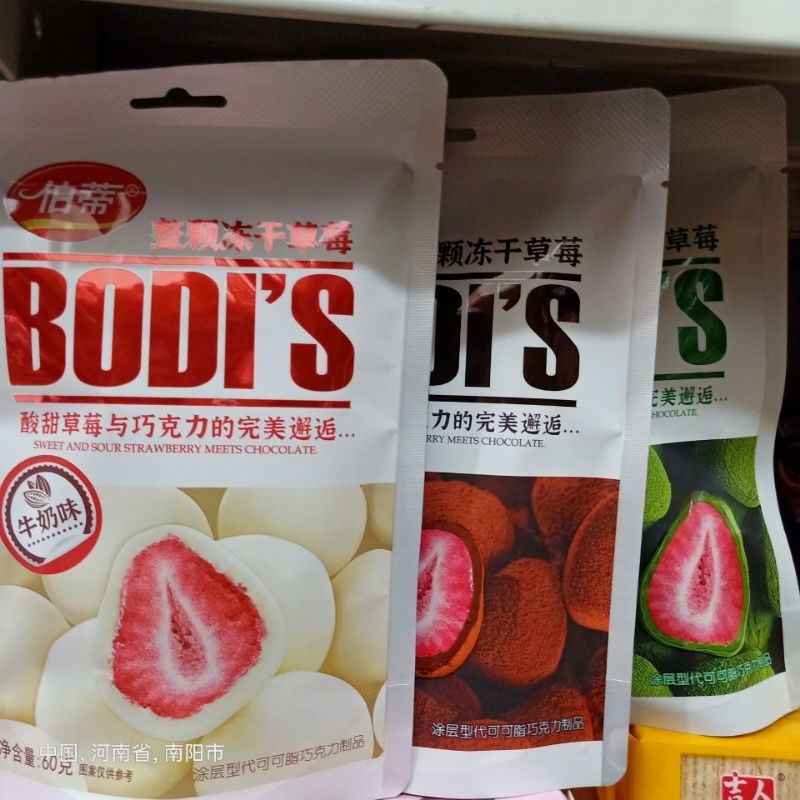 伯蒂®
整颗冻干草莓
BODI'S
酸甜草莓与巧克力的完美邂逅...
SWEET AND SOUR STRAWBERRY MEETS CHOCOLATE.
牛奶味
净含量:60克
图案仅供参考
涂层型代可可脂巧克力制品
中国, 河南省, 南阳市
颗冻干草莓
DI'S
力的完美邂逅...
RRY MEETS CHOCOLATE.
涂层型代可可脂巧克力制品
草莓
'S
完美邂逅...
HOCOLATE.
涂层型代可可脂巧克力制品
吉人®